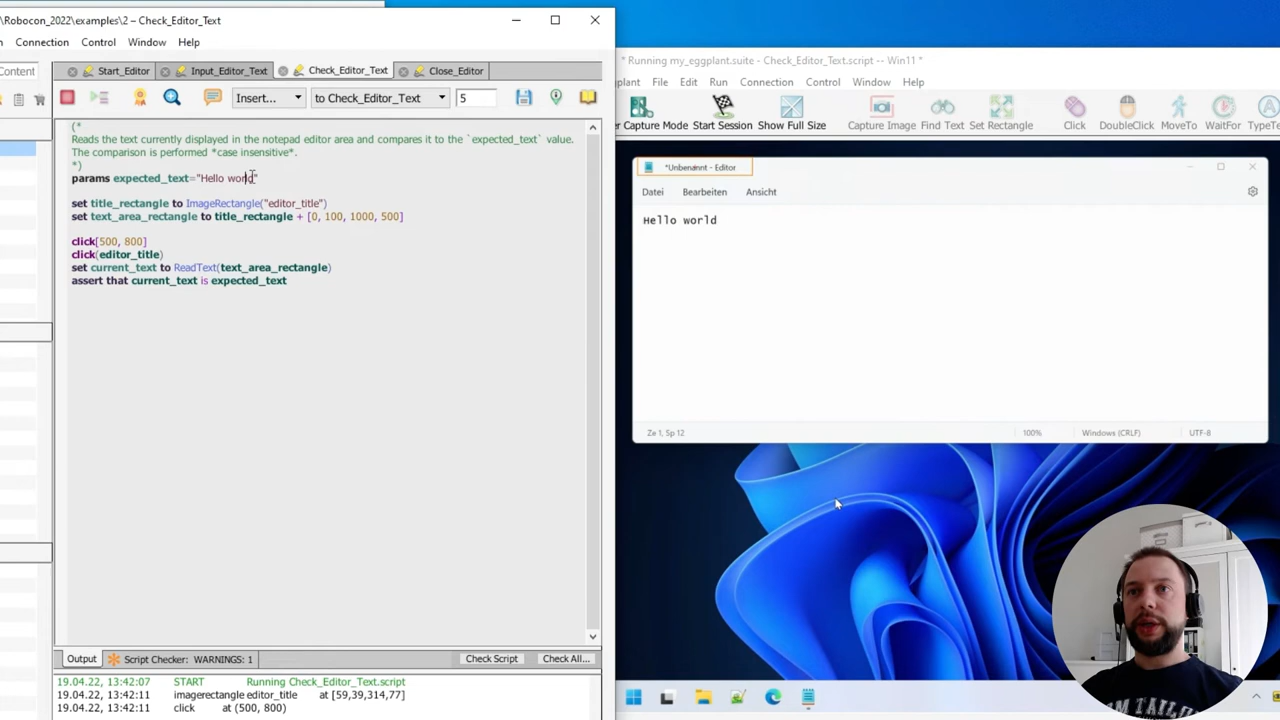 \Robocon_2022\examples\2 – Check_Editor_Text
Connection Control Window Help
Content
Start_Editor Input_Editor_Text Check_Editor_Text Close_Editor
Insert... to Check_Editor_Text 5
(*
Reads the text currently displayed in the notepad editor area and compares it to the `expected_text` value.
The comparison is performed *case insensitive*.
*)
params expected_text="Hello world"
set title_rectangle to ImageRectangle("editor_title")
set text_area_rectangle to title_rectangle + [0, 100, 1000, 500]
click[500, 800]
click(editor_title)
set current_text to ReadText(text_area_rectangle)
assert that current_text is expected_text
Output Script Checker: WARNINGS: 1 Check Script Check All...
19.04.22, 13:42:07 START Running Check_Editor_Text.script
19.04.22, 13:42:11 imagerectangle editor_title at [59,39,314,77]
19.04.22, 13:42:11 click at (500, 800)
* Running my_eggplant.suite - Check_Editor_Text.script -- Win11 *
plant File Edit Run Connection Control Window Help
er Capture Mode Start Session Show Full Size Capture Image Find Text Set Rectangle Click DoubleClick MoveTo WaitFor TypeTe
*Unbenannt - Editor
Datei Bearbeiten Ansicht
Hello world
Ze 1, Sp 12 100% Windows (CRLF) UTF-8
TOM TAILOR